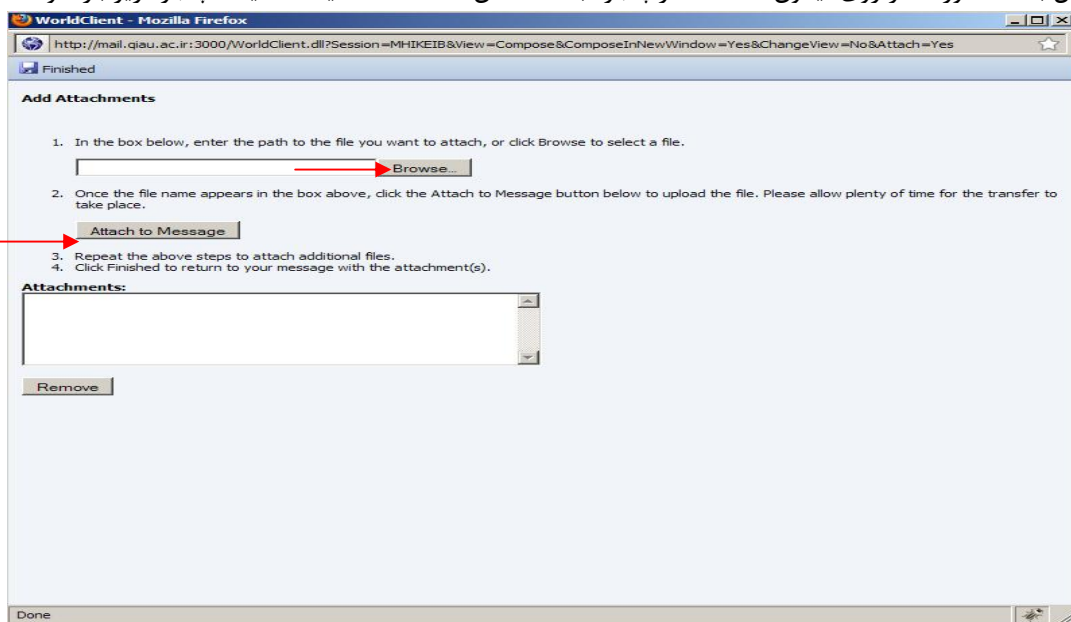 WorldClient - Mozilla Firefox
http://mail.qiau.ac.ir:3000/WorldClient.dll?Session=MHIKEIB&View=Compose&ComposeInNewWindow=Yes&ChangeView=No&Attach=Yes
Finished
Add Attachments
1. In the box below, enter the path to the file you want to attach, or click Browse to select a file.
Browse...
2. Once the file name appears in the box above, click the Attach to Message button below to upload the file. Please allow plenty of time for the transfer to
take place.
Attach to Message
3. Repeat the above steps to attach additional files.
4. Click Finished to return to your message with the attachment(s).
Attachments:
Remove
Done